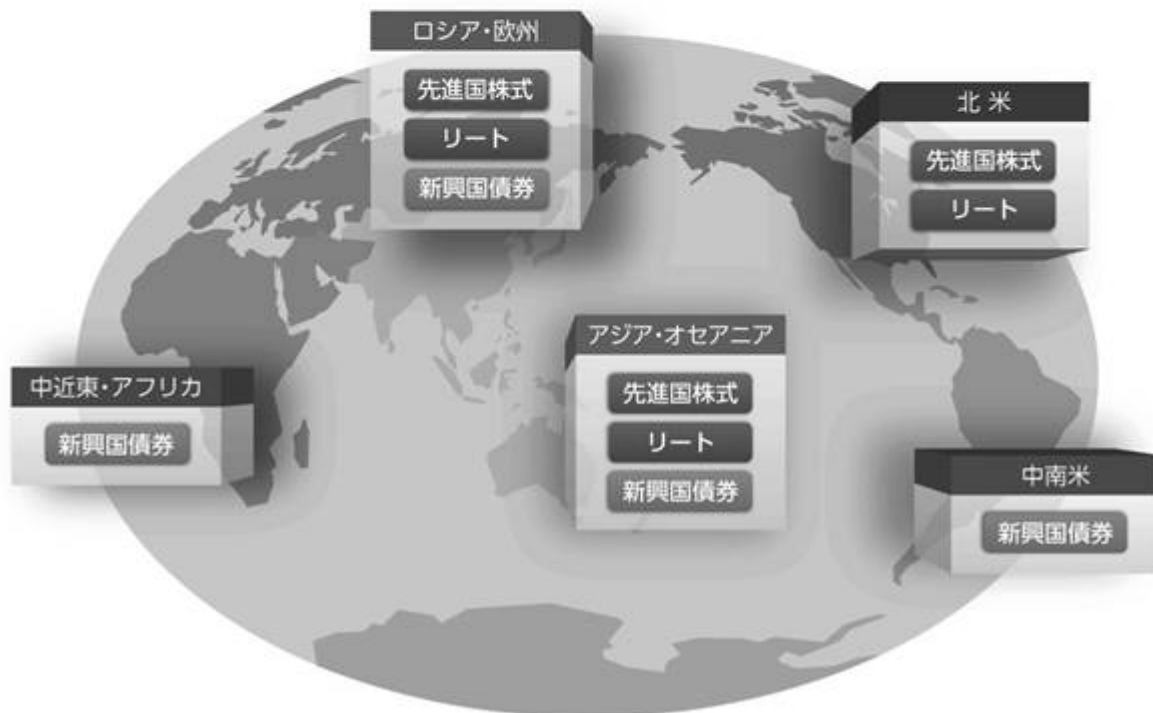 ロシア・欧州
先進国株式
リート
新興国債券
北米
先進国株式
リート
アジア・オセアニア
先進国株式
リート
新興国債券
中近東・アフリカ
新興国債券
中南米
新興国債券